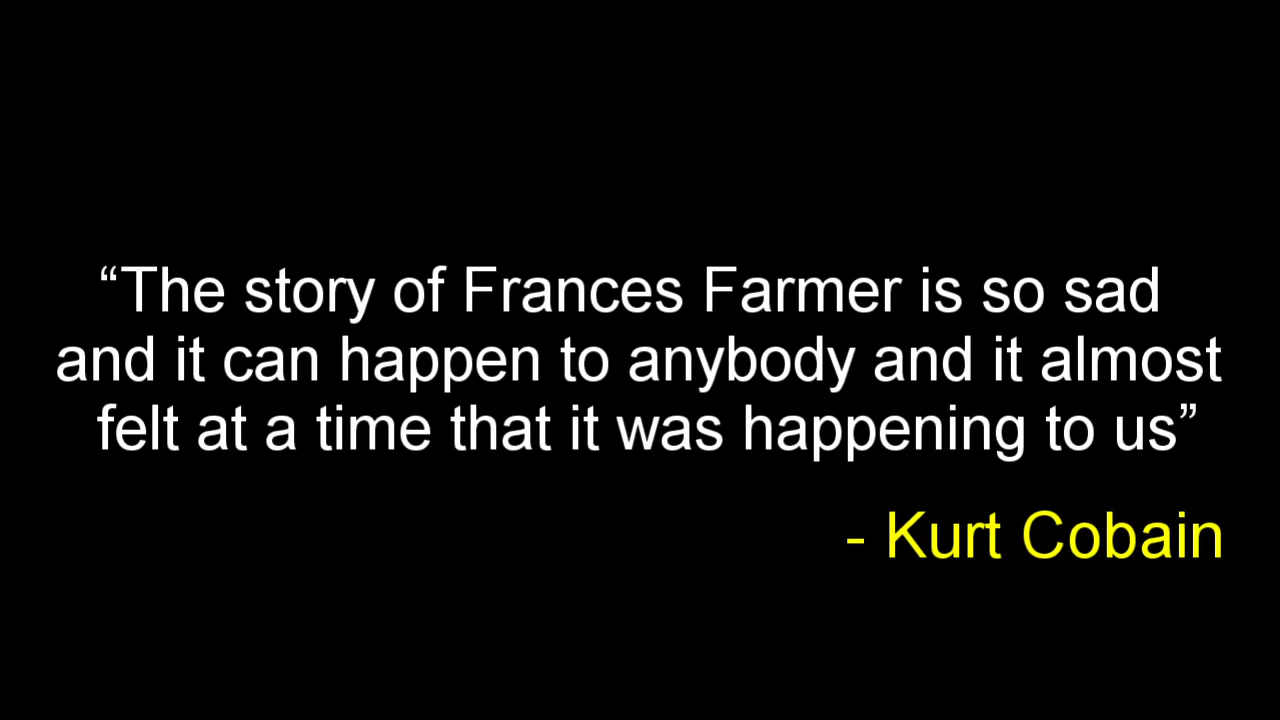 “The story of Frances Farmer is so sad
and it can happen to anybody and it almost
felt at a time that it was happening to us”
- Kurt Cobain